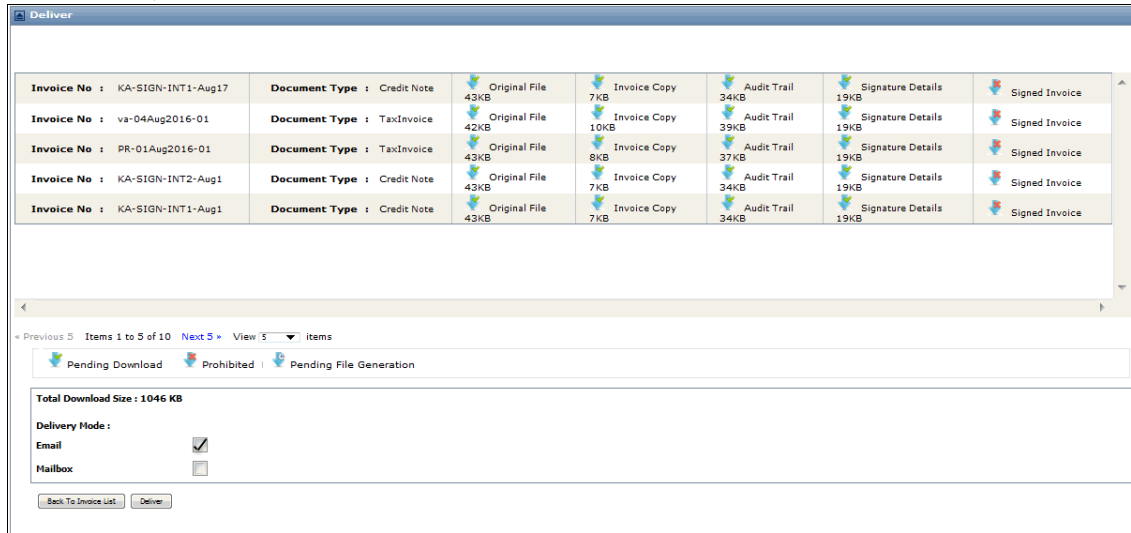 Deliver
Invoice No : KA-SIGN-INT1-Aug17 Document Type : Credit Note Original File 43KB Invoice Copy 7KB Audit Trail 34KB Signature Details 19KB Signed Invoice
Invoice No : va-04Aug2016-01 Document Type : TaxInvoice Original File 42KB Invoice Copy 10KB Audit Trail 39KB Signature Details 19KB Signed Invoice
Invoice No : PR-01Aug2016-01 Document Type : TaxInvoice Original File 43KB Invoice Copy 8KB Audit Trail 37KB Signature Details 19KB Signed Invoice
Invoice No : KA-SIGN-INT2-Aug1 Document Type : Credit Note Original File 43KB Invoice Copy 7KB Audit Trail 34KB Signature Details 19KB Signed Invoice
Invoice No : KA-SIGN-INT1-Aug1 Document Type : Credit Note Original File 43KB Invoice Copy 7KB Audit Trail 34KB Signature Details 19KB Signed Invoice
« Previous 5 Items 1 to 5 of 10 Next 5 » View 5 items
Pending Download Prohibited | Pending File Generation
Total Download Size : 1046 KB
Delivery Mode :
Email
Mailbox
Back To Invoice List Deliver